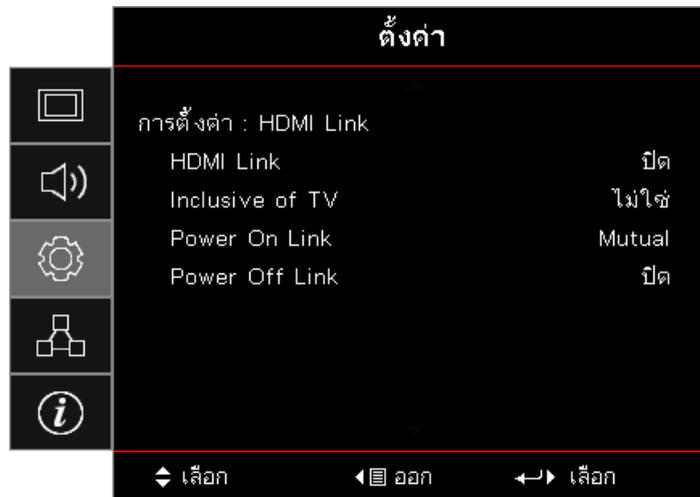 ตั้งค่า
การตั้งค่า : HDMI Link
HDMI Link ปิด
Inclusive of TV ไม่ใช่
Power On Link Mutual
Power Off Link ปิด
เลือก ออก เลือก